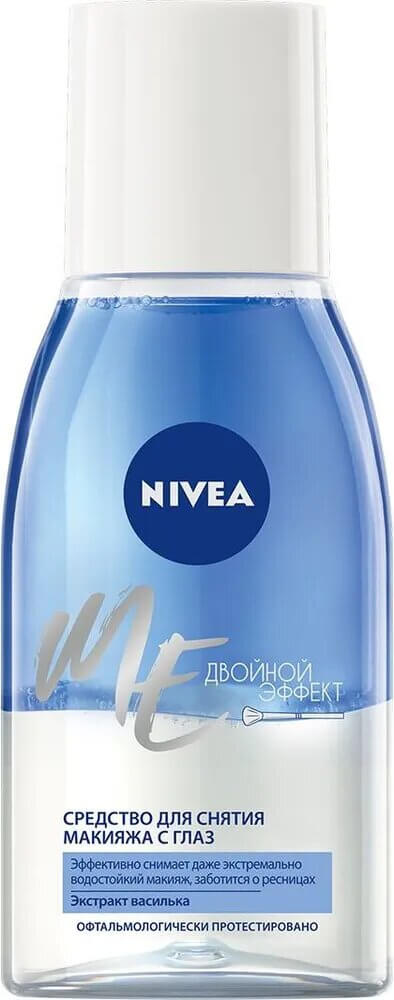 NIVEA
ME
ДВОЙНОЙ
ЭФФЕКТ
СРЕДСТВО ДЛЯ СНЯТИЯ
МАКИЯЖА С ГЛАЗ
Эффективно снимает даже экстремально
водостойкий макияж, заботится о ресницах
Экстракт василька
ОФТАЛЬМОЛОГИЧЕСКИ ПРОТЕСТИРОВАНО